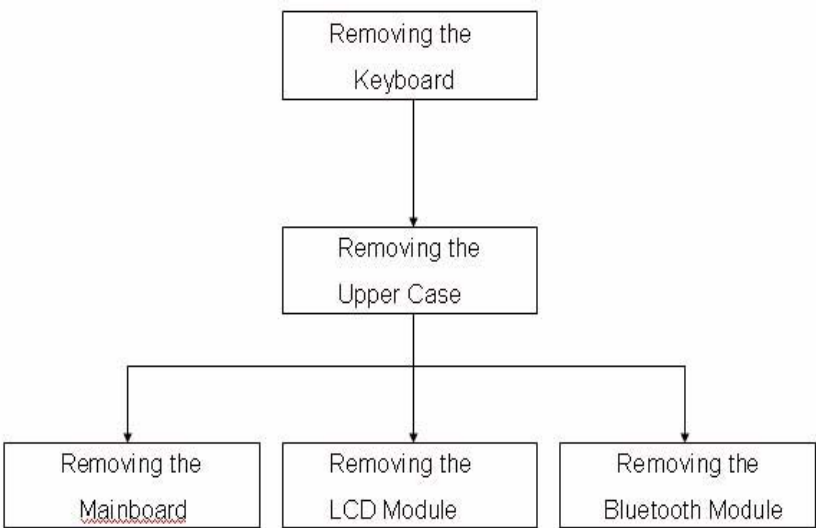 Removing the
Keyboard
Removing the
Upper Case
Removing the
Mainboard
Removing the
LCD Module
Removing the
Bluetooth Module